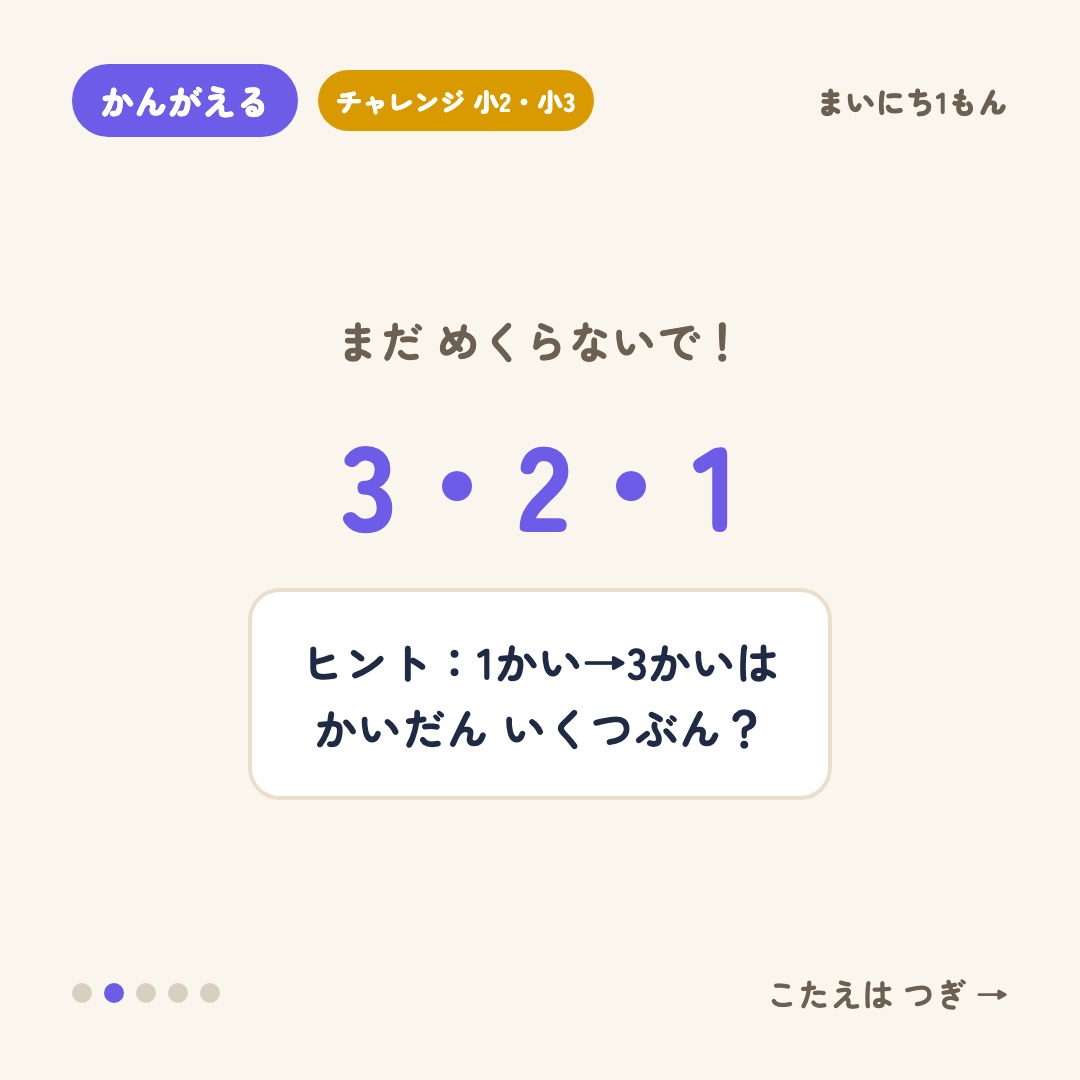 かんがえる
チャレンジ 小2・小3
まいにち1もん
まだ めくらないで！
3・2・1
ヒント：1かい→3かいは
かいだん いくつぶん？
こたえは つぎ →